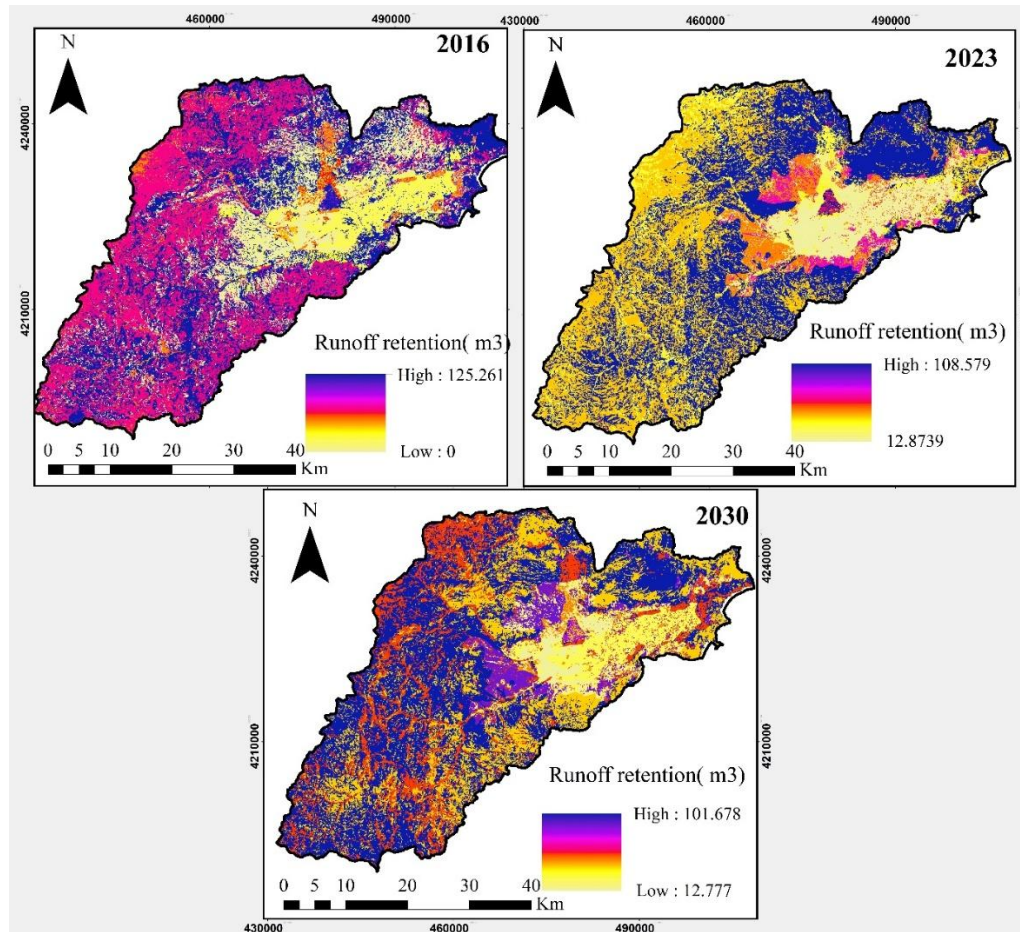 460000 490000 430000 460000 490000
N 2016
N 2023
4240000
4210000
Runoff retention( m3)
High : 125.261
Low : 0
0 5 10 20 30 40
Km
Runoff retention( m3)
High : 108.579
12.8739
0 5 10 20 30 40
Km
N 2030
4240000 4240000
4210000 4210000
Runoff retention( m3)
High : 101.678
Low : 12.777
0 5 10 20 30 40
Km
430000 460000 490000